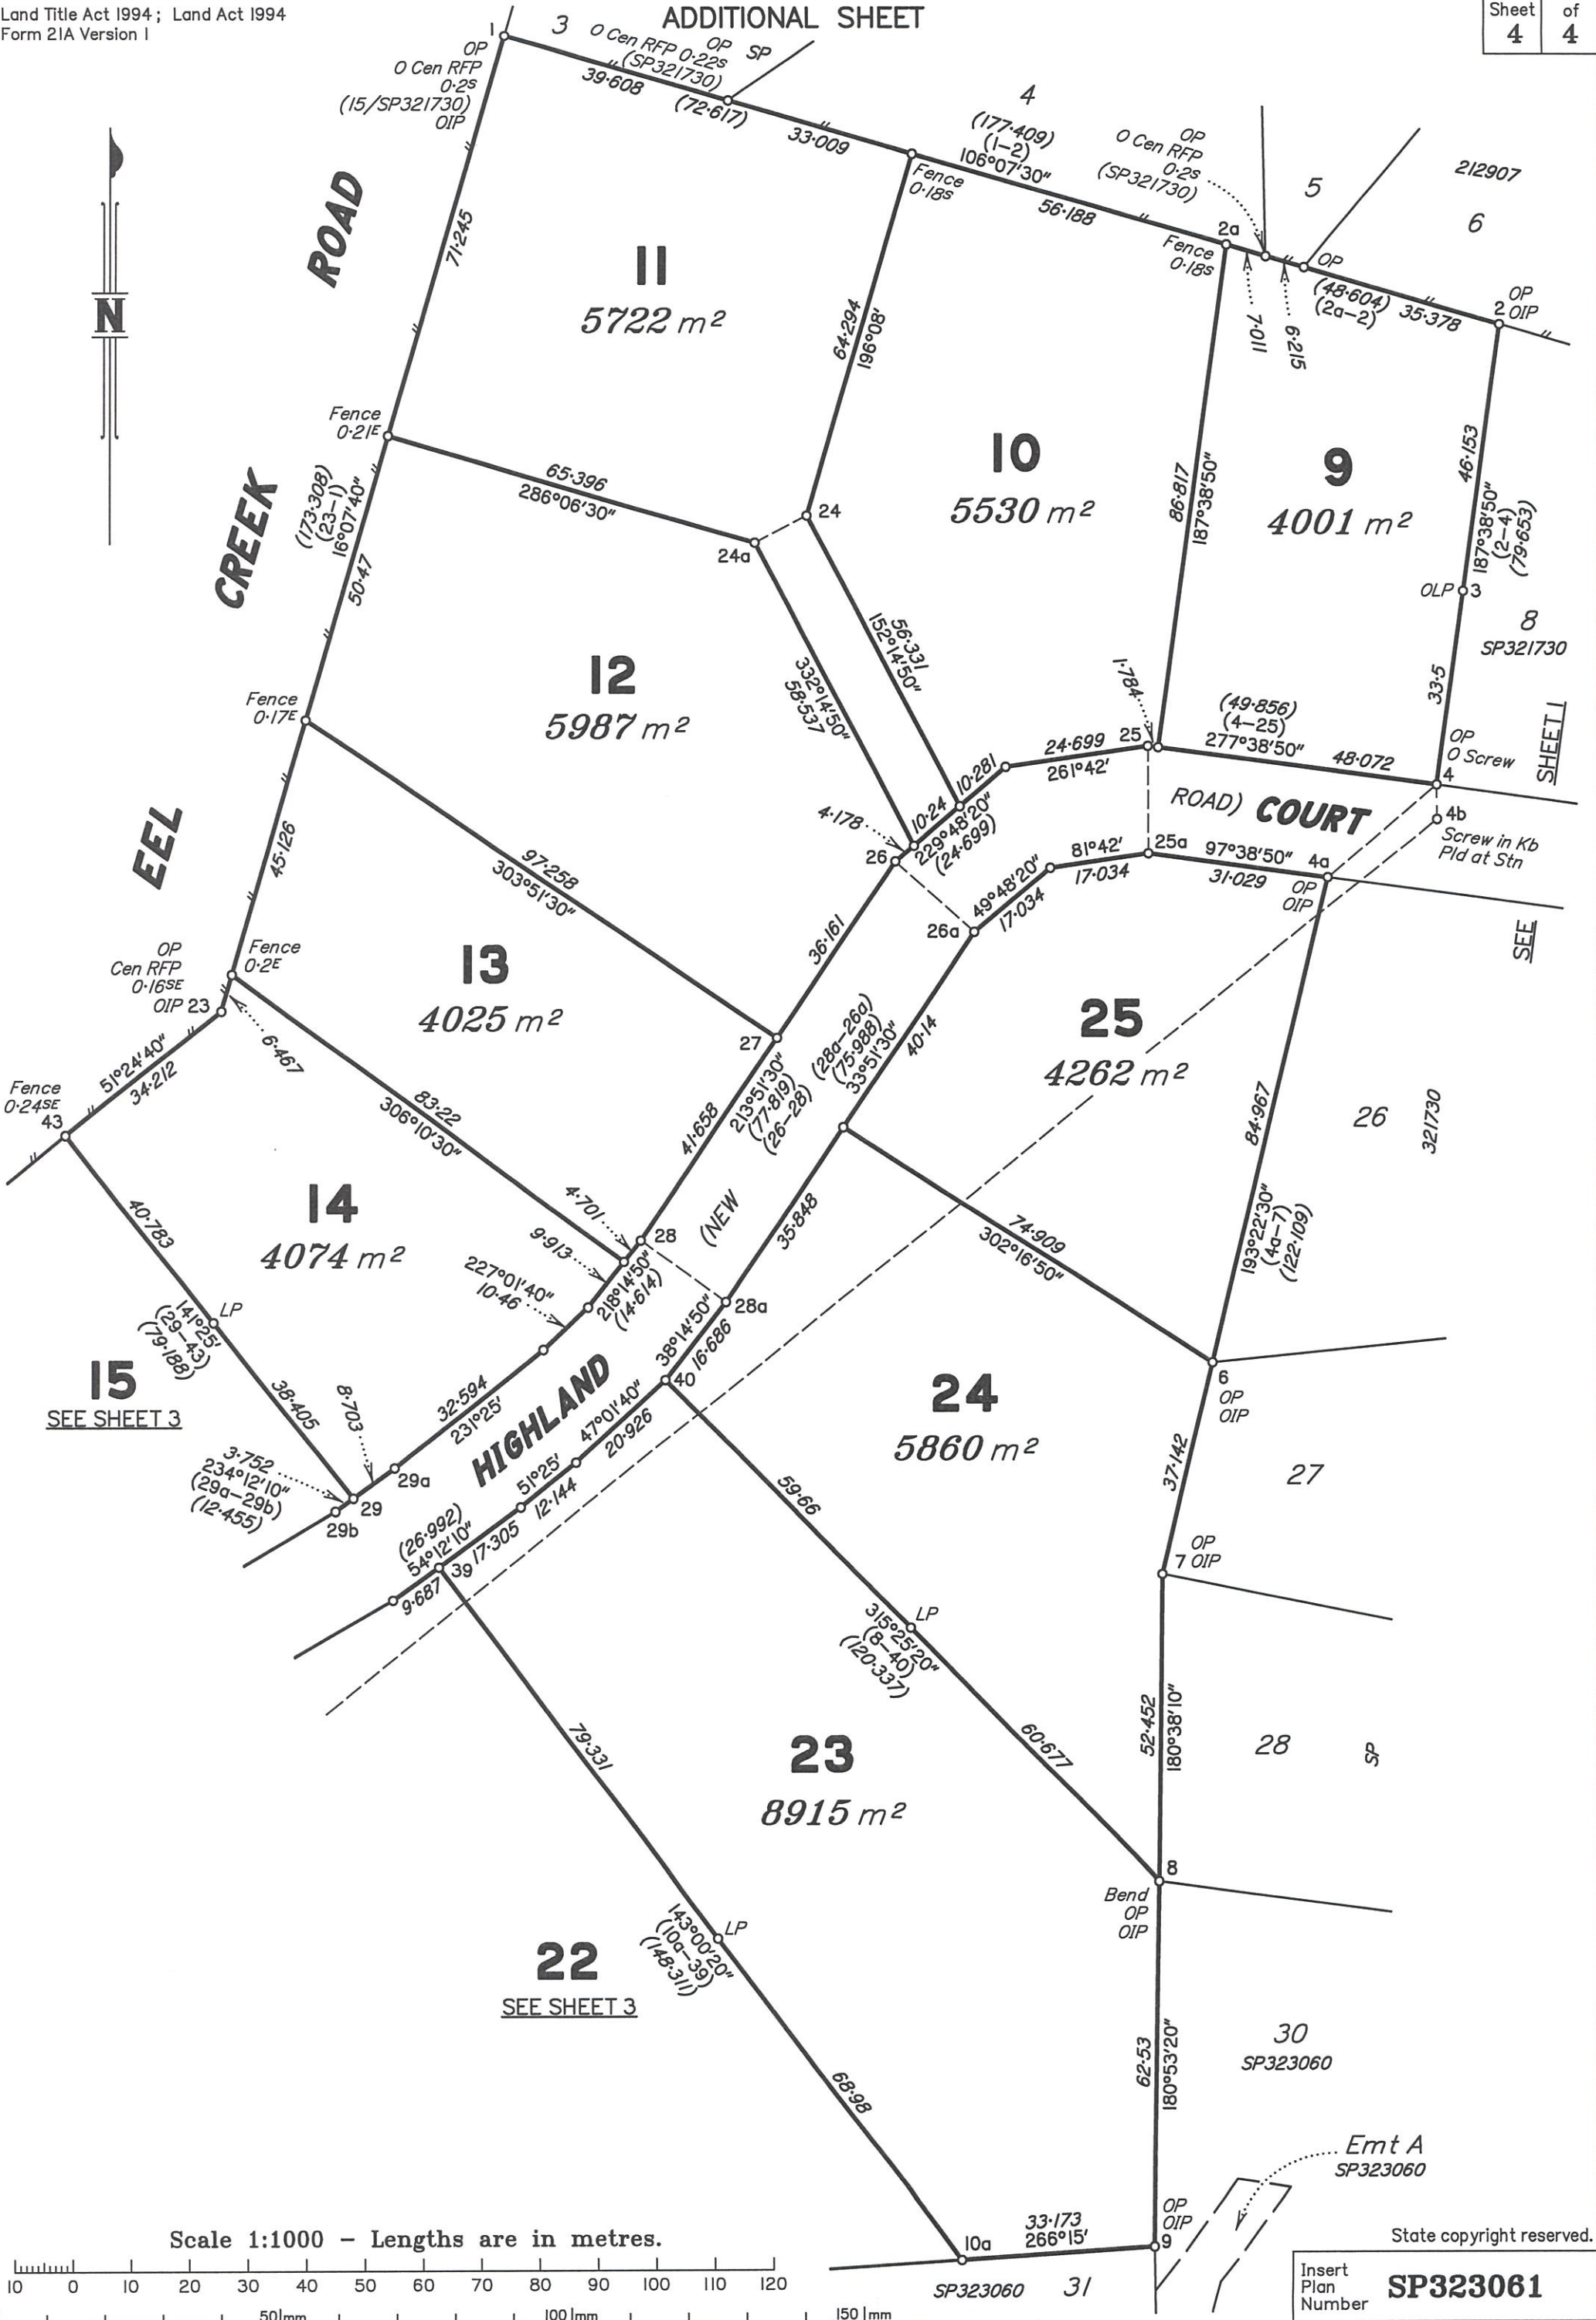 Land Title Act 1994; Land Act 1994
Form 21A Version 1
ADDITIONAL SHEET
Sheet of
4 4
1
OP
O Cen RFP
0·2s
(15/SP321730)
OIP
3
O Cen RFP 0·22s
(SP321730)
OP
SP
39·608
(72·617)
33·009
4
(177·409)
(1-2)
106°07'30"
56·188
OP
O Cen RFP
0·2s
(SP321730)
5
212907
6
Fence
0·18s
2a
Fence
0·18s
OP
7·011
6·215
(48·604)
(2a-2)
35·378
2
OP
OIP
N
ROAD
71·245
11
5722 m²
64·294
196°08'
10
5530 m²
86·817
187°38'50"
9
4001 m²
46·153
187°38'50"
(2-4)
(79·653)
OLP 3
8
SP321730
33·5
Fence
0·21E
65·396
286°06'30"
24
24a
CREEK
(173·308)
(23-1)
16°07'40"
50·47
12
5987 m²
56·331
152°14'50"
332°14'50"
58·537
1·784
(49·856)
(4-25)
277°38'50"
48·072
OP
O Screw
4
SHEET 1
Fence
0·17E
24·699
261°42'
25
10·281
10·24
229°48'20"
(24·699)
4·178
26
ROAD) COURT
4b
Screw in Kb
Pld at Stn
EEL
45·126
97·258
303°51'30"
36·161
81°42'
17·034
25a
97°38'50"
31·029
4a
OP
OIP
49°48'20"
17·034
26a
SEE
OP
Cen RFP
0·16SE
OIP 23
Fence
0·2E
13
4025 m²
27
(28a-26a)
(75·988)
33°51'30"
40·14
25
4262 m²
6·467
51°24'40"
34·212
Fence
0·24SE
43
83·22
306°10'30"
41·658
213°51'30"
(77·819)
(26-28)
84·967
26
321730
193°22'30"
(4a-7)
(122·109)
40·783
14
4074 m²
4·701
9·913
227°01'40"
10·46
28
218°14'50"
(14·614)
(NEW
35·848
74·909
302°16'50"
LP
141°25'
(29-43)
(79·188)
38·405
28a
38°14'50"
16·686
6
OP
OIP
15
SEE SHEET 3
8·703
32·594
231°25'
HIGHLAND
40
47°01'40"
20·926
24
5860 m²
37·142
27
3·752
234°12'10"
(29a-29b)
(12·455)
29a
29
29b
51°25'
12·144
(26·992)
54°12'10"
17·305
39
9·687
59·66
OP
7 OIP
LP
315°25'20"
(8-40)
(120·337)
52·452
180°38'10"
28
SP
79·331
23
8915 m²
60·677
8
Bend
OP
OIP
LP
143°00'20"
(10a-39)
(148·311)
22
SEE SHEET 3
68·98
62·53
180°53'20"
30
SP323060
Emt A
SP323060
33·173
266°15'
10a
OP
OIP
9
SP323060 31
Scale 1:1000 – Lengths are in metres.
10 0 10 20 30 40 50 60 70 80 90 100 110 120
50 mm 100 mm 150 mm
State copyright reserved.
Insert
Plan
Number
SP323061